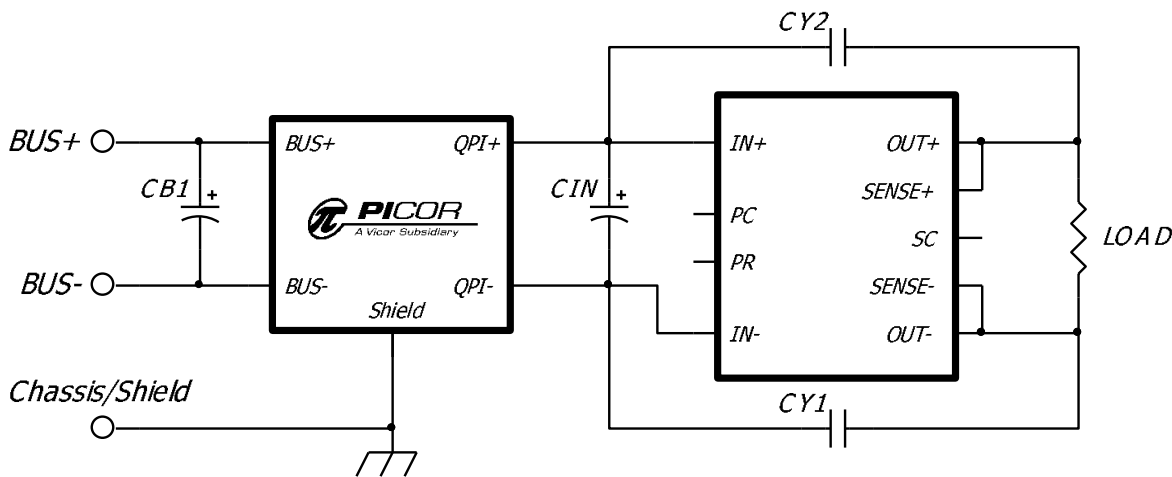 CY2
BUS+
BUS+
QPI+
IN+
OUT+
CB1
+
CIN
+
SENSE+
π PICOR
A Vicor Subsidiary
PC
SC
LOAD
PR
BUS-
BUS-
QPI-
SENSE-
Shield
IN-
OUT-
Chassis/Shield
CY1